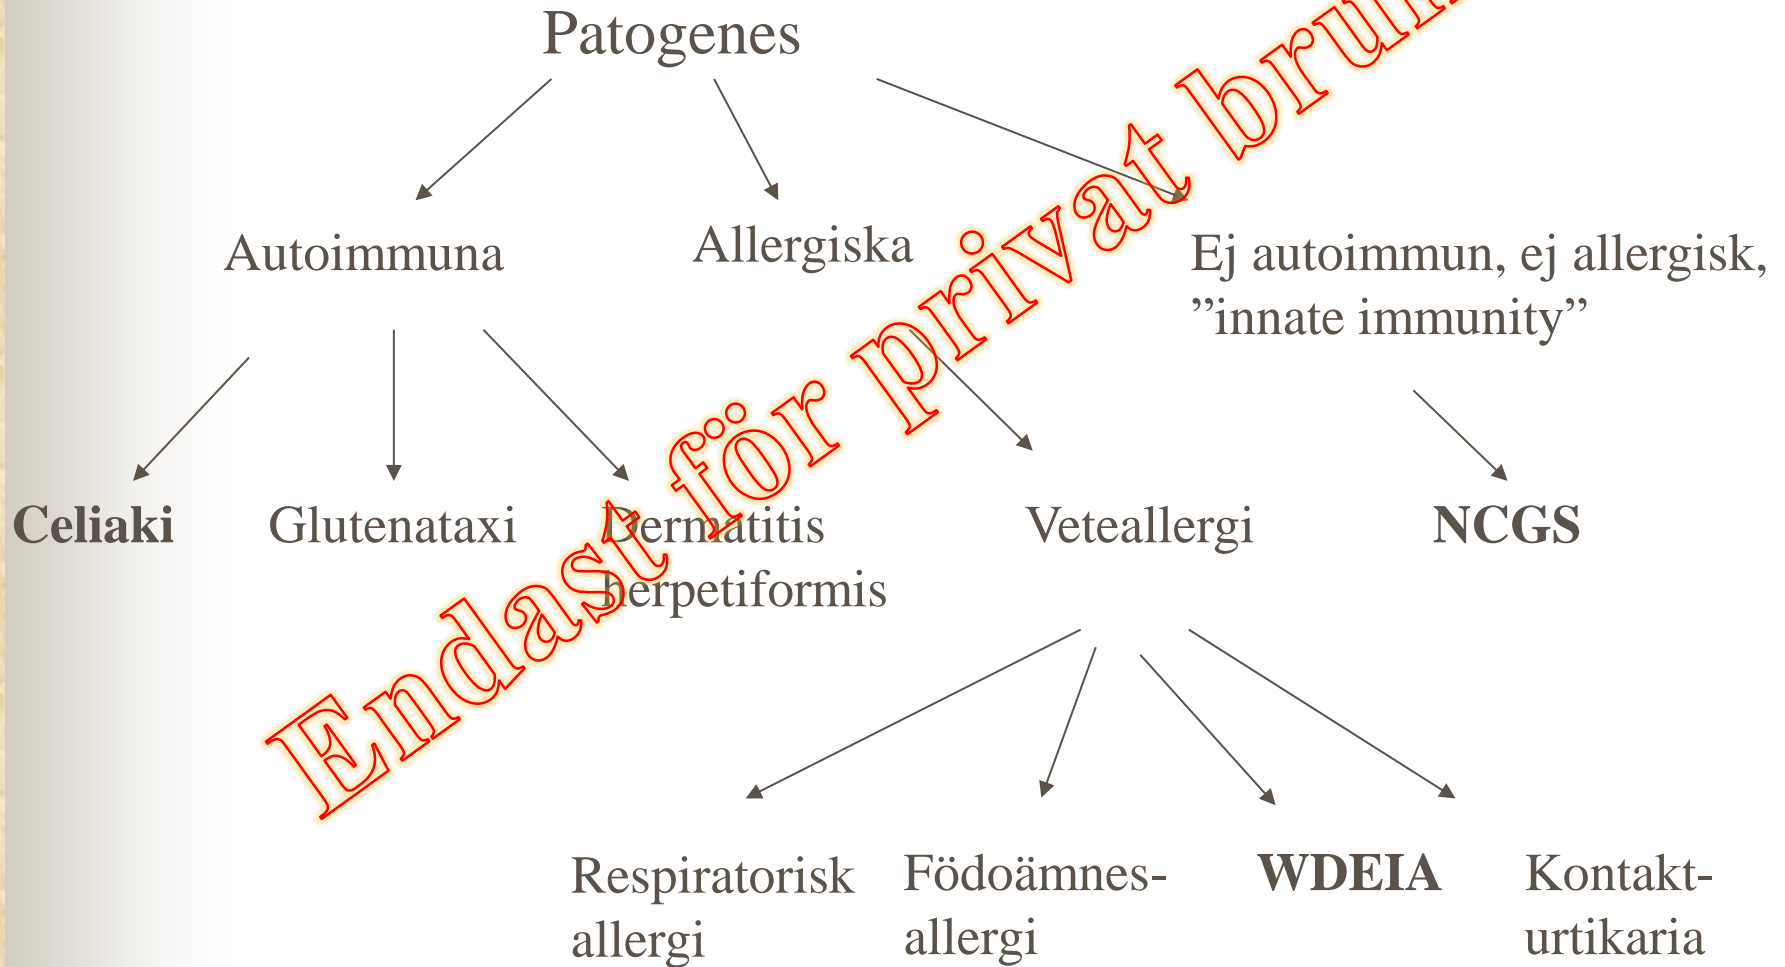 Patogenes
Autoimmuna
Allergiska
Ej autoimmun, ej allergisk,
”innate immunity”
Celiaki
Glutenataxi
Dermatitis
herpetiformis
Veteallergi
NCGS
Respiratorisk
allergi
Födoämnes-
allergi
WDEIA
Kontakt-
urtikaria
Endast för privat